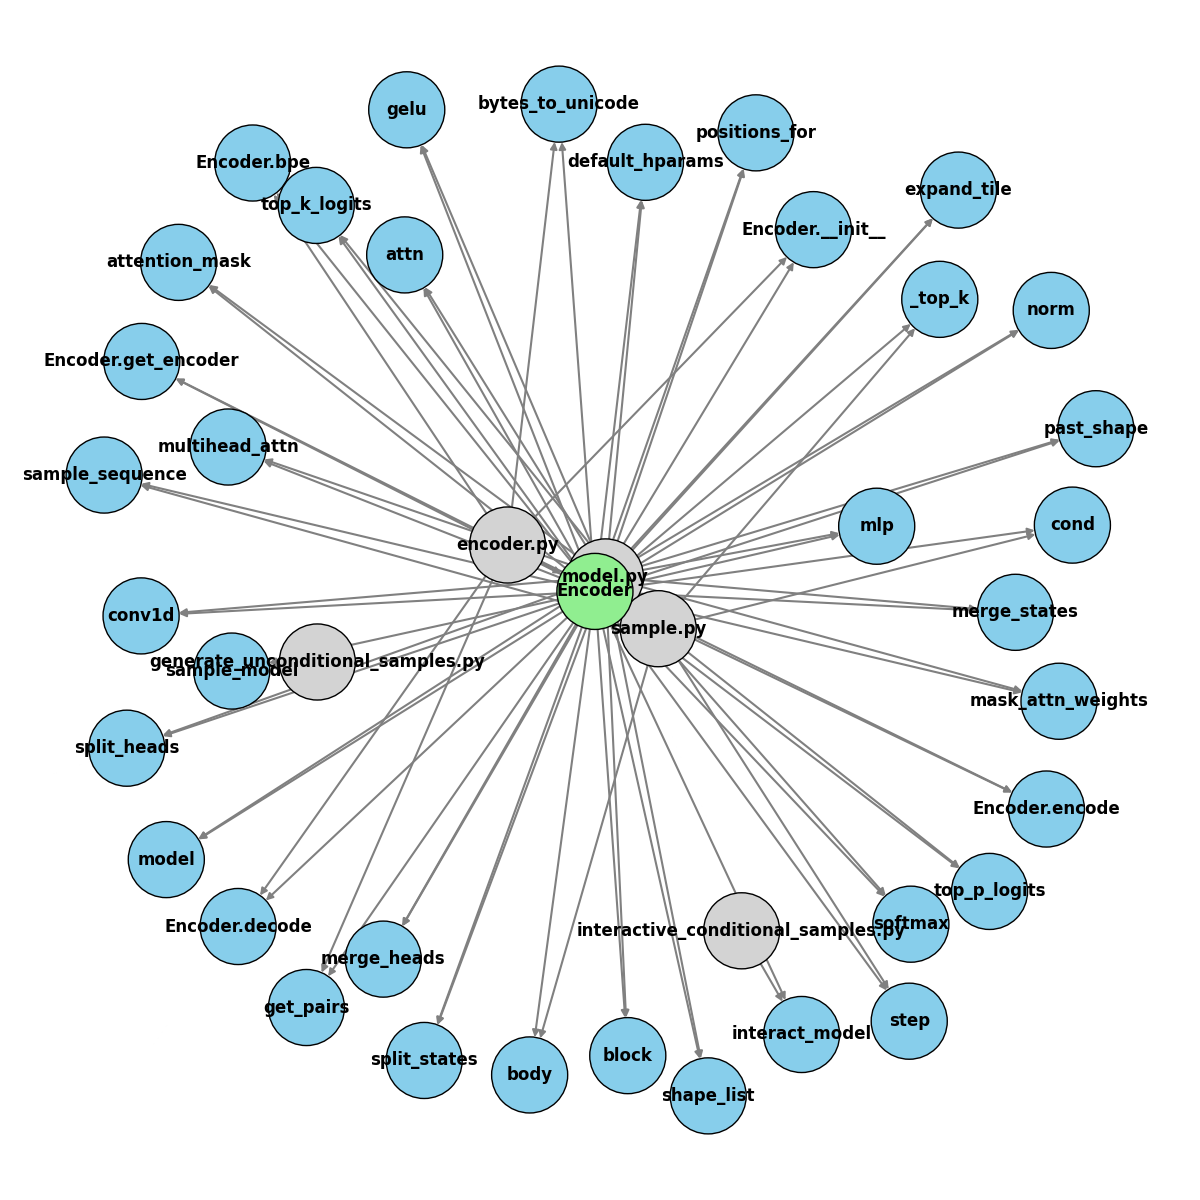 bytes_to_unicode
gelu
positions_for
default_hparams
Encoder.bpe
expand_tile
top_k_logits
Encoder.__init__
attn
attention_mask
_top_k
norm
Encoder.get_encoder
past_shape
multihead_attn
sample_sequence
cond
mlp
encoder.py
model.py
Encoder
merge_states
conv1d
sample.py
generate_unconditional_samples.py
sample_model
mask_attn_weights
split_heads
Encoder.encode
model
top_p_logits
softmax
Encoder.decode
interactive_conditional_samples.py
merge_heads
get_pairs
step
interact_model
block
split_states
body
shape_list